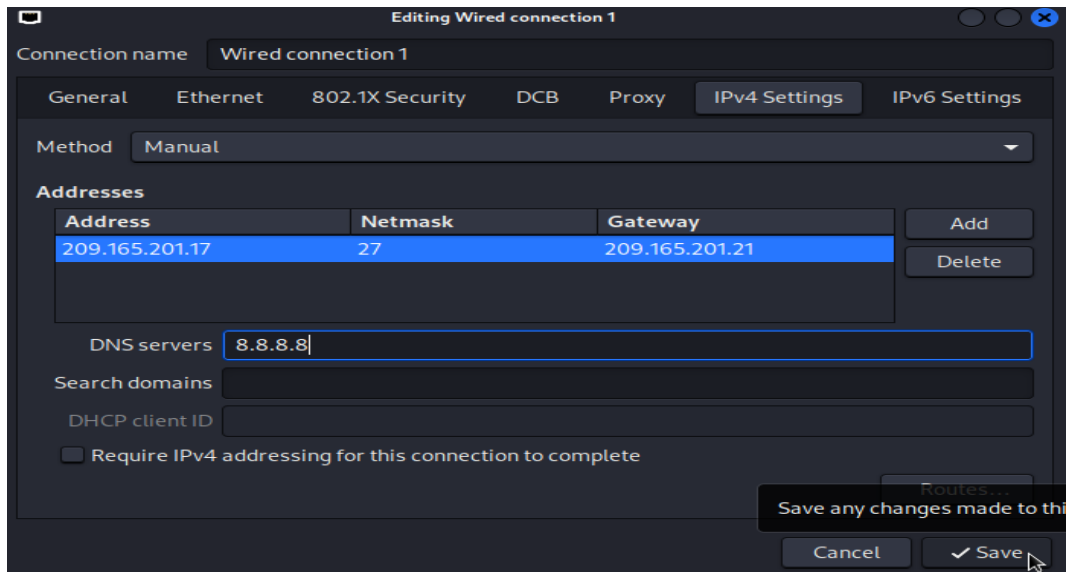 Editing Wired connection 1
Connection name Wired connection 1
General Ethernet 802.1X Security DCB Proxy IPv4 Settings IPv6 Settings
Method Manual
Addresses
Address Netmask Gateway
209.165.201.17 27 209.165.201.21
Add
Delete
DNS servers 8.8.8.8
Search domains
DHCP client ID
Require IPv4 addressing for this connection to complete
Routes...
Save any changes made to thi
Cancel Save